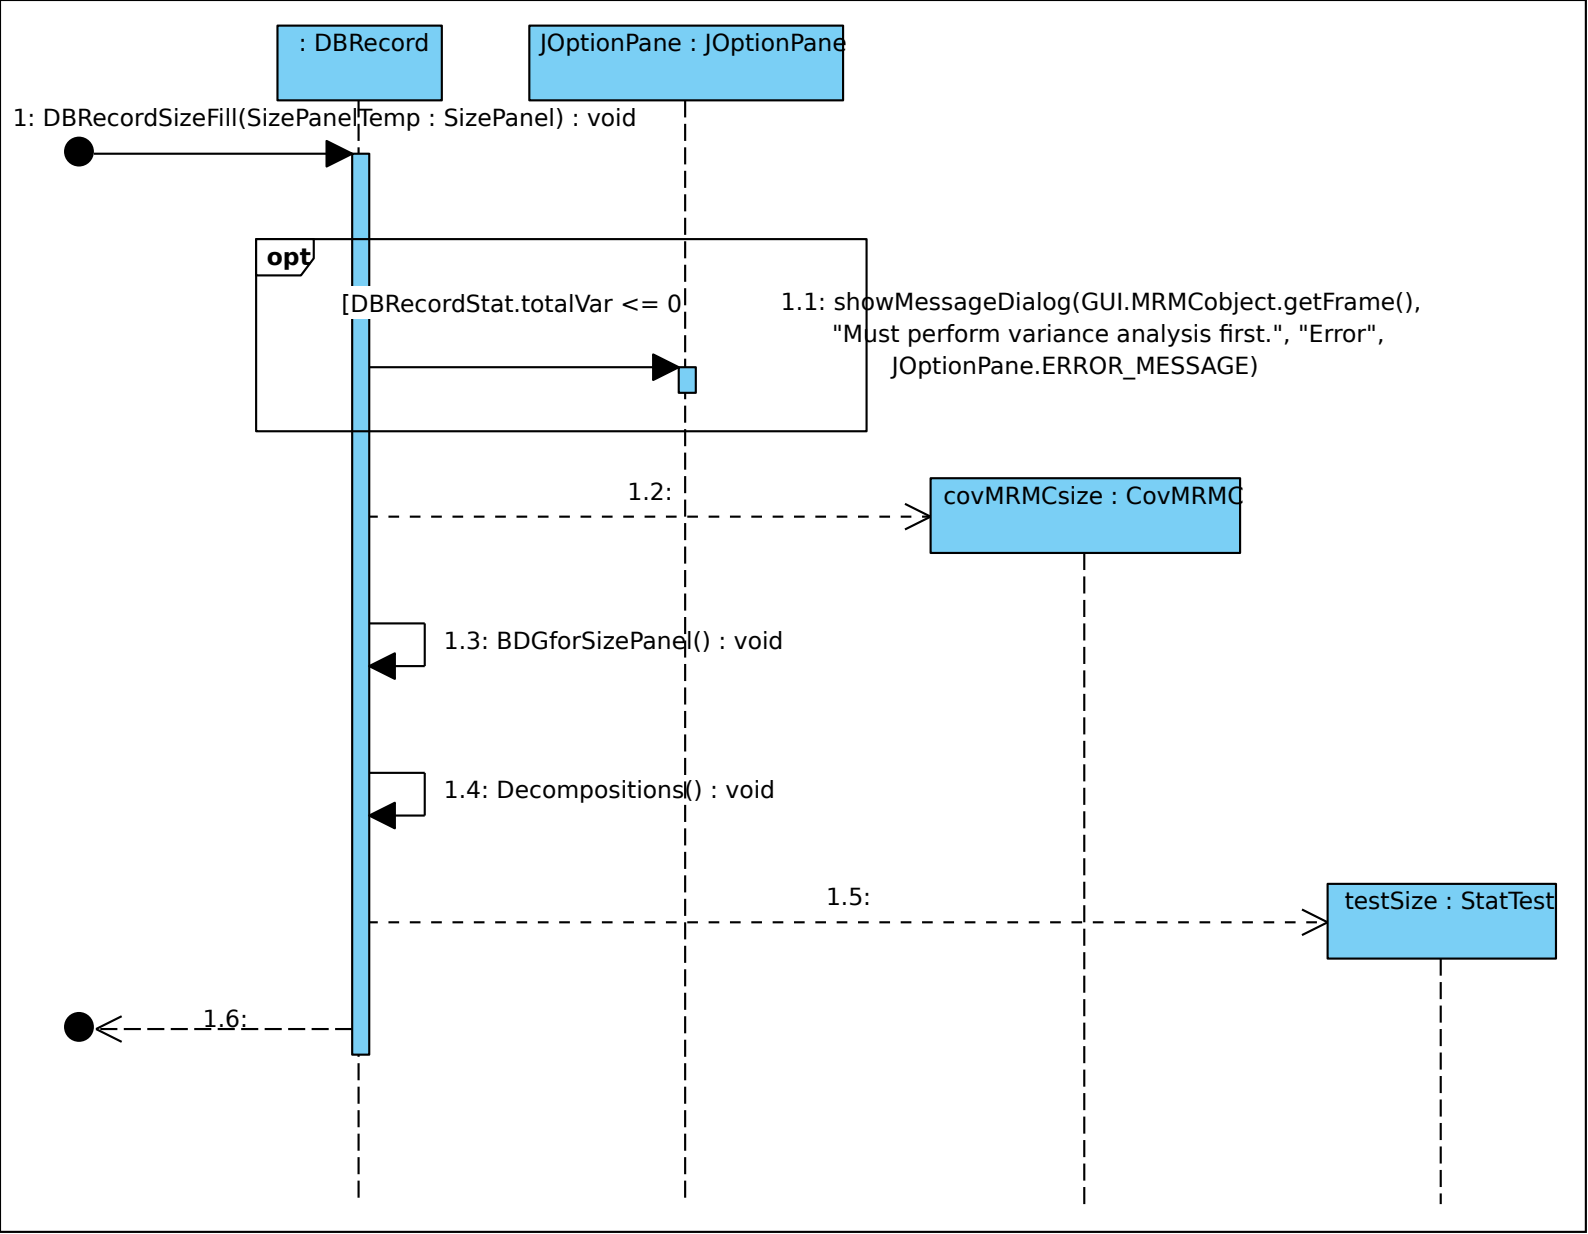 : DBRecord
JOptionPane : JOptionPane
1: DBRecordSizeFill(SizePanelTemp : SizePanel) : void
opt
[DBRecordStat.totalVar <= 0
1.1: showMessageDialog(GUI.MRMCobject.getFrame(),
"Must perform variance analysis first.", "Error",
JOptionPane.ERROR_MESSAGE)
1.2:
covMRMCsize : CovMRMC
1.3: BDGforSizePanel() : void
1.4: Decompositions() : void
1.5:
testSize : StatTest
1.6: